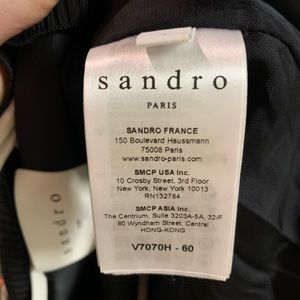 sandro
PARIS
SANDRO FRANCE
150 Boulevard Haussmann
75008 Paris
www.sandro-paris.com
SMCP USA Inc.
10 Crosby Street, 3rd Floor
New York, New York 10013
RN132784
SMCP ASIA Inc.
The Centrium, Suite 3203A-5A, 32/F
60 Wyndham Street, Central
HONG-KONG
V7070H - 60
sandro